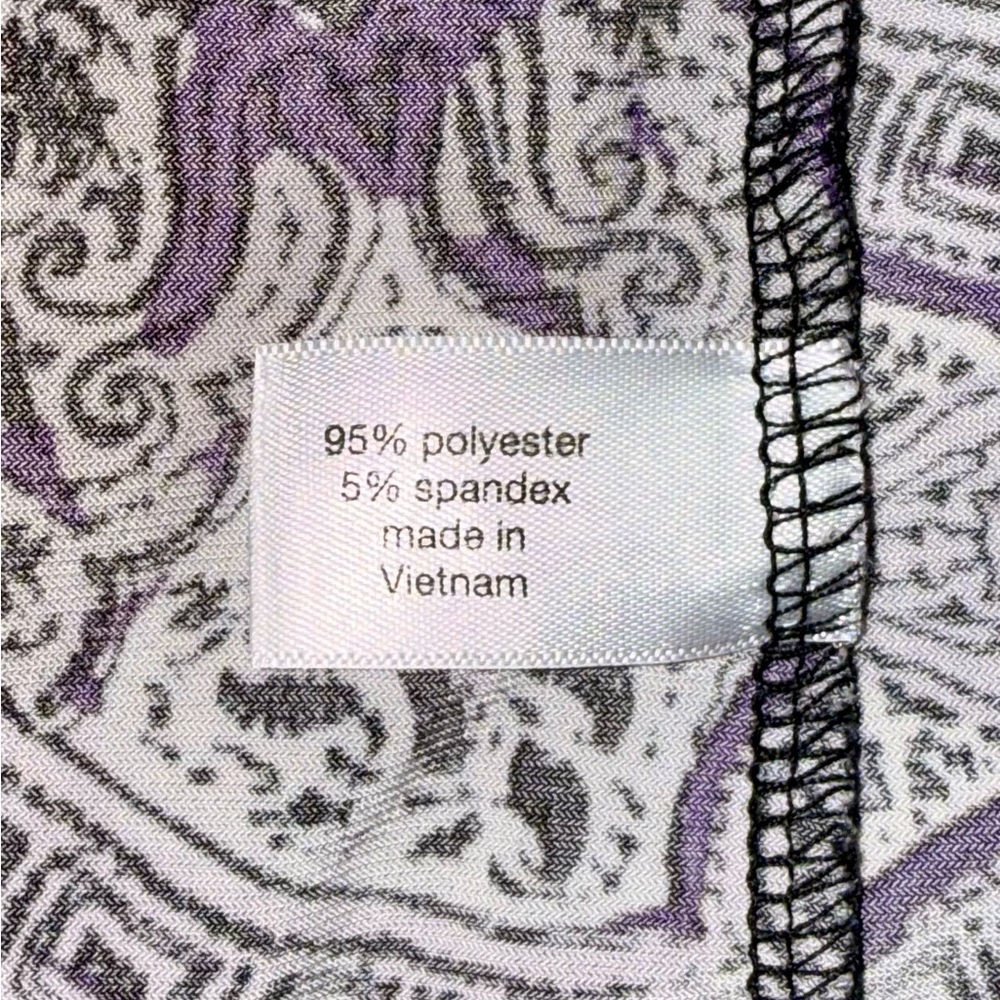 95% polyester
5% spandex
made in
Vietnam